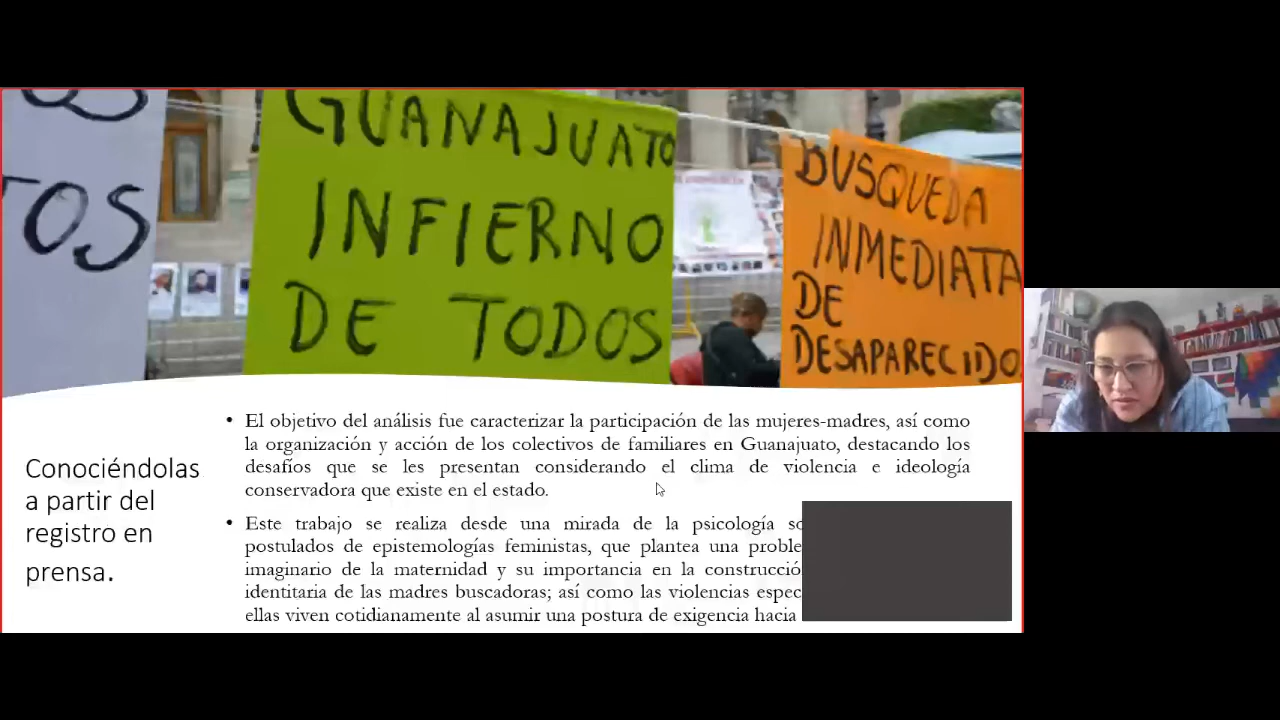 OS
TOS
GUANAJUATO
INFIERNO
DE TODOS
BUSQUEDA
INMEDIATA
DE
DESAPARECIDO
Conociéndolas
a partir del
registro en
prensa.
• El objetivo del análisis fue caracterizar la participación de las mujeres-madres, así como
la organización y acción de los colectivos de familiares en Guanajuato, destacando los
desafíos que se les presentan considerando el clima de violencia e ideología
conservadora que existe en el estado.
• Este trabajo se realiza desde una mirada de la psicología
postulados de epistemologías feministas, que plantea una
imaginario de la maternidad y su importancia en la
identitaria de las madres buscadoras; así como las violencias
ellas viven cotidianamente al asumir una postura de exigencia hacia